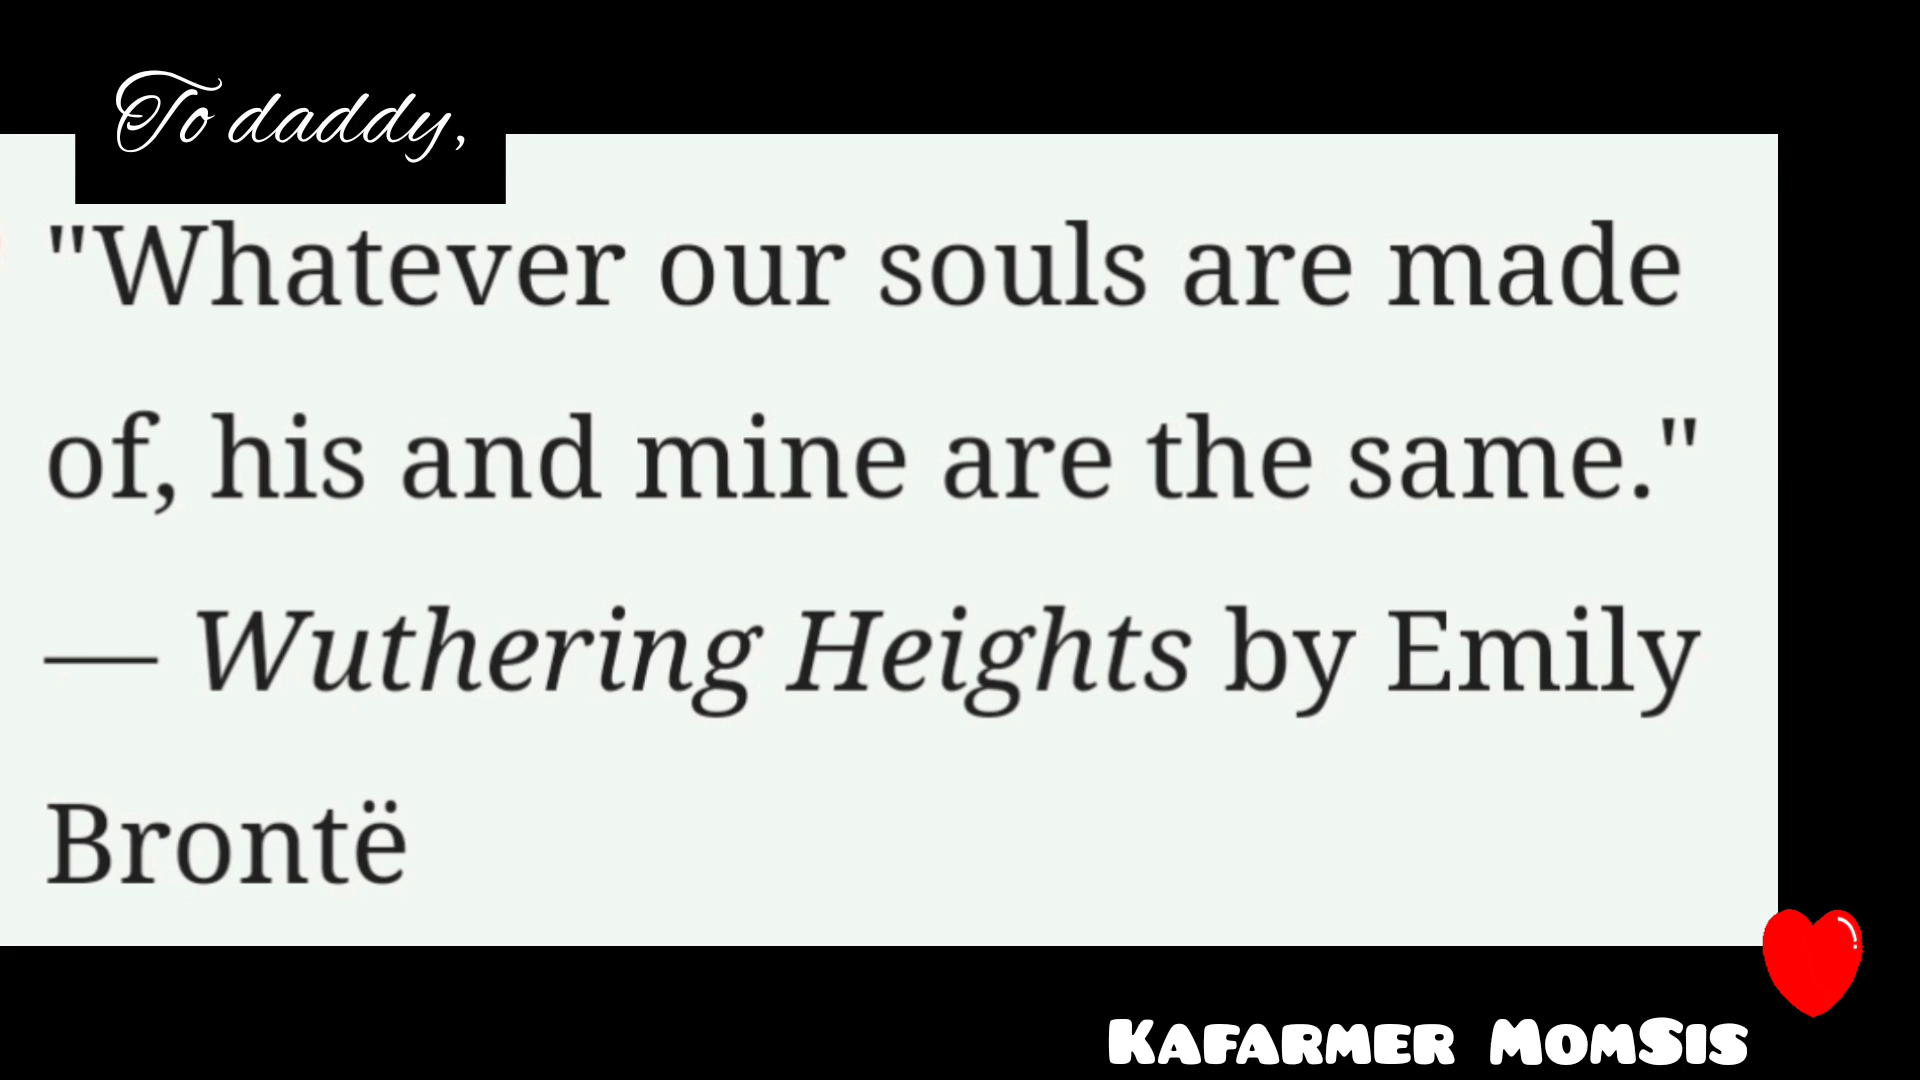 To daddy,
"Whatever our souls are made
of, his and mine are the same."
— Wuthering Heights by Emily
Brontë
KAFARMER MOMSIS